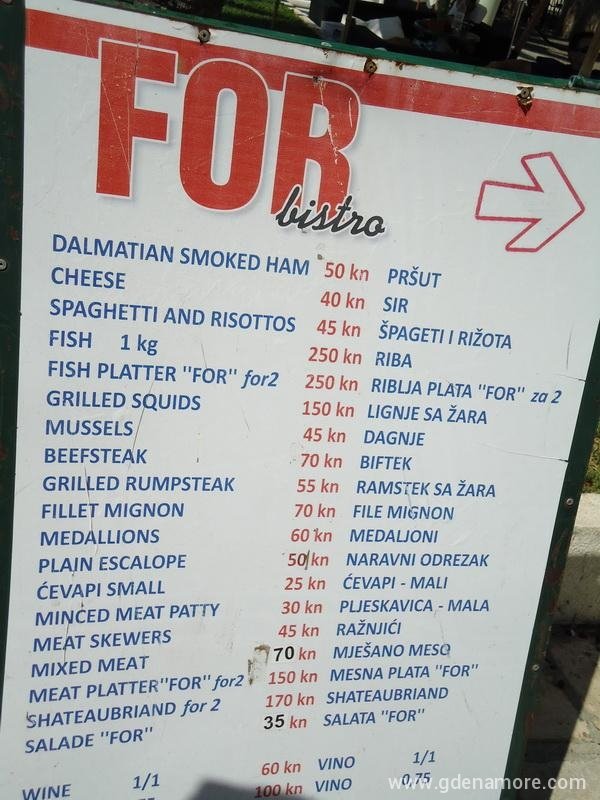 FOR
bistro
DALMATIAN SMOKED HAM 50 kn PRŠUT
CHEESE 40 kn SIR
SPAGHETTI AND RISOTTOS 45 kn ŠPAGETI I RIŽOTA
FISH 1 kg 250 kn RIBA
FISH PLATTER "FOR" for2 250 kn RIBLJA PLATA "FOR" za 2
GRILLED SQUIDS 150 kn LIGNJE SA ŽARA
MUSSELS 45 kn DAGNJE
BEEFSTEAK 70 kn BIFTEK
GRILLED RUMPSTEAK 55 kn RAMSTEK SA ŽARA
FILLET MIGNON 70 kn FILE MIGNON
MEDALLIONS 60 kn MEDALJONI
PLAIN ESCALOPE 50 kn NARAVNI ODREZAK
ĆEVAPI SMALL 25 kn ĆEVAPI - MALI
MINCED MEAT PATTY 30 kn PLJESKAVICA - MALA
MEAT SKEWERS 45 kn RAŽNJIĆI
MIXED MEAT 70 kn MJEŠANO MESO
MEAT PLATTER "FOR" for2 150 kn MESNA PLATA "FOR"
SHATEAUBRIAND for 2 170 kn SHATEAUBRIAND
SALADE "FOR" 35 kn SALATA "FOR"
WINE 1/1 60 kn VINO 1/1
100 kn VINO 0,75
www.gdenamore.com